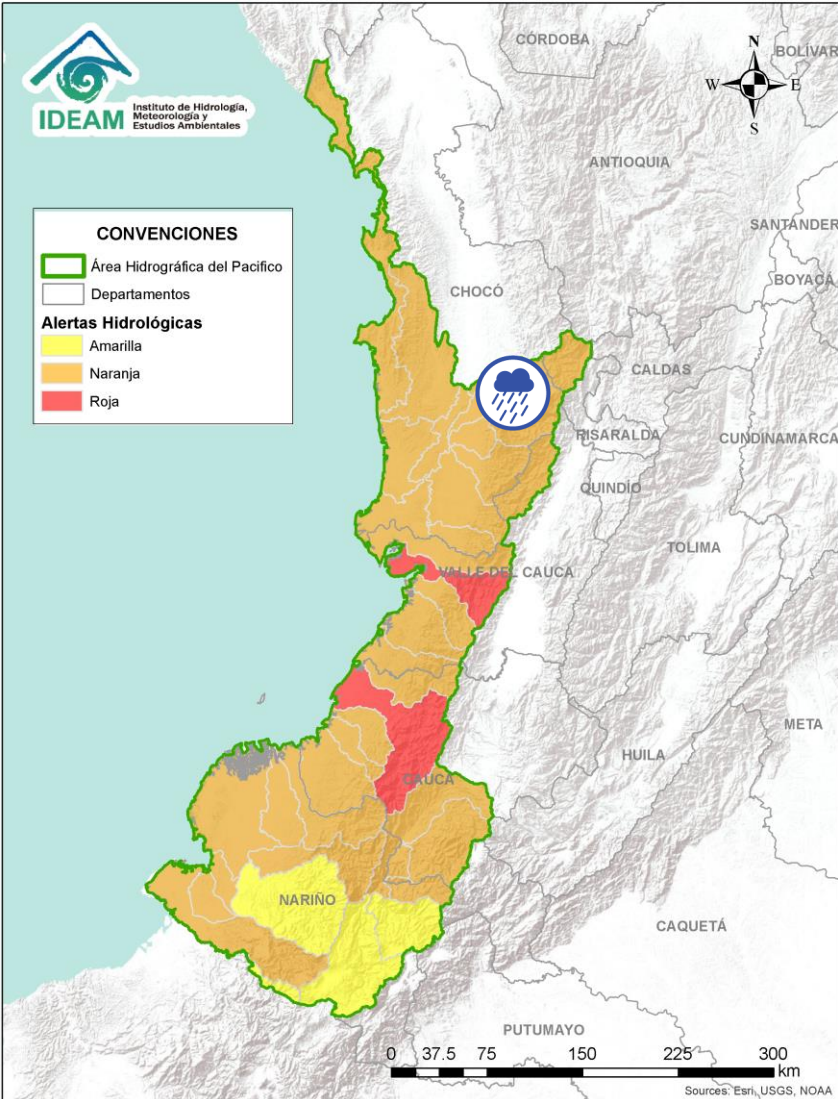 IDEAM
Instituto de Hidrología,
Meteorología y
Estudios Ambientales
N
W
E
S
CÓRDOBA
BOLÍVAR
ANTIOQUIA
SANTANDER
BOYACÁ
CHOCÓ
CALDAS
RISARALDA
CUNDINAMARCA
QUINDÍO
TOLIMA
VALLE DEL CAUCA
META
HUILA
CAUCA
NARIÑO
CAQUETÁ
PUTUMAYO
CONVENCIONES
Área Hidrográfica del Pacifico
Departamentos
Alertas Hidrológicas
Amarilla
Naranja
Roja
0 37.5 75 150 225 300
km
Sources: Esri, USGS, NOAA